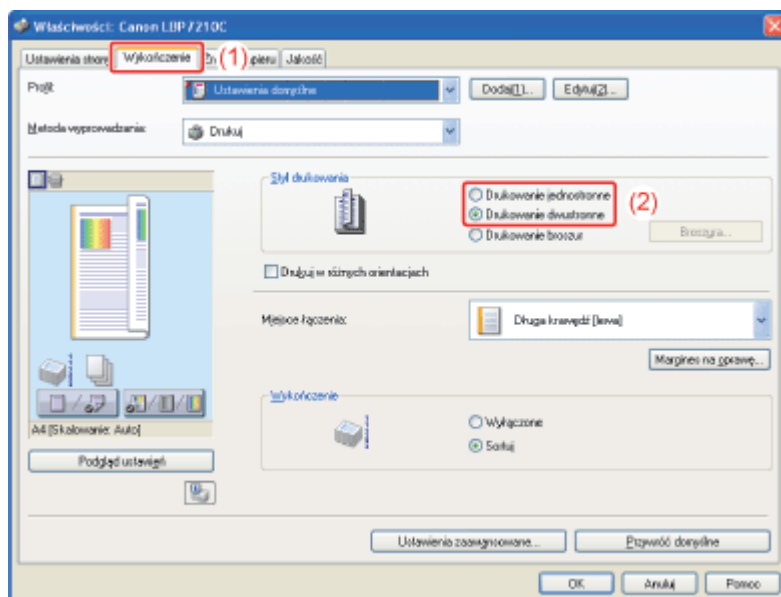 Właściwości: Canon LBP7210C
Ustawienia strony Wykończenie (1) papieru Jakość
Profil: Ustawienia domyślne Dodaj(1)... Edytuj(2)...
Metoda wyprowadzania: Drukuj
Styl drukowania
Drukowanie jednostronne
Drukowanie dwustronne (2)
Drukowanie broszur Broszura...
Drukuj w różnych orientacjach
Miejsce łączenia: Długa krawędź [lewa]
Margines na oprawę...
Wykończenie
Wyłączone
Sortuj
A4 [Skalowanie: Auto]
Podgląd ustawień
Ustawienia zaawansowane... Przywróć domyślne
OK Anuluj Pomoc